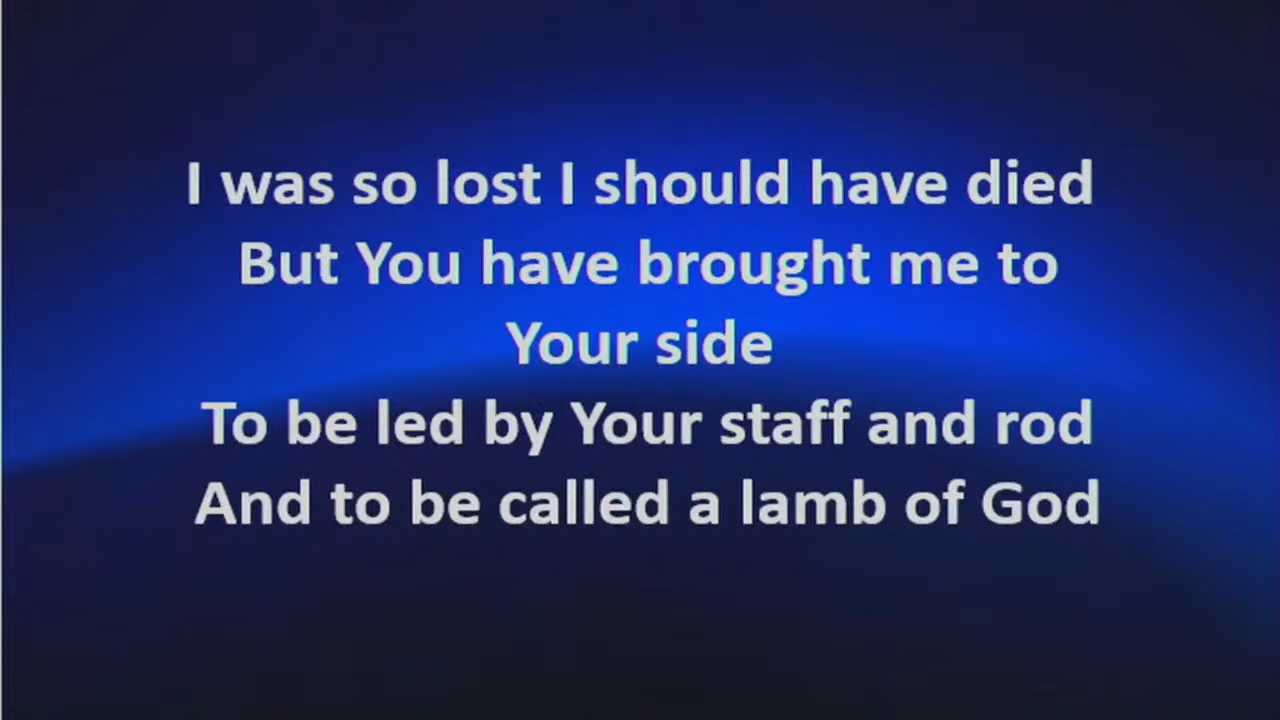 I was so lost I should have died
But You have brought me to
Your side
To be led by Your staff and rod
And to be called a lamb of God